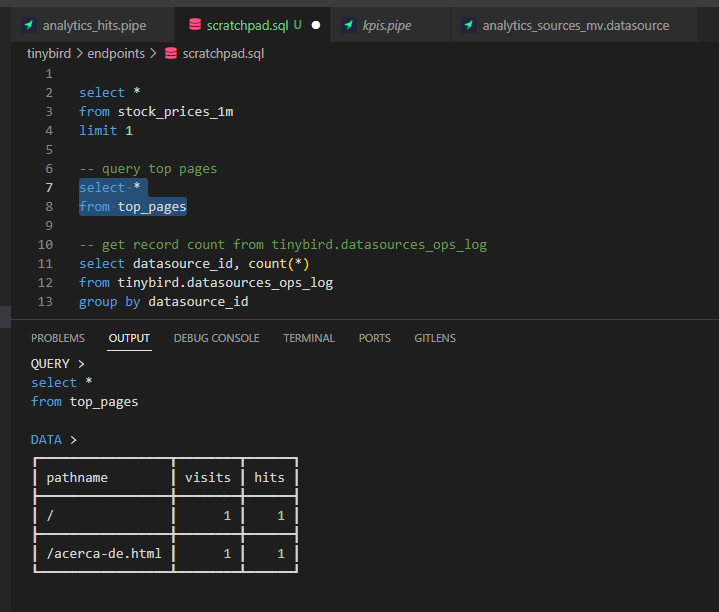 analytics_hits.pipe scratchpad.sql U kpis.pipe analytics_sources_mv.datasource
tinybird > endpoints > scratchpad.sql
1
2 select *
3 from stock_prices_1m
4 limit 1
5
6 -- query top pages
7 select *
8 from top_pages
9
10 -- get record count from tinybird.datasources_ops_log
11 select datasource_id, count(*)
12 from tinybird.datasources_ops_log
13 group by datasource_id
PROBLEMS OUTPUT DEBUG CONSOLE TERMINAL PORTS GITLENS
QUERY >
select *
from top_pages
DATA >
pathname visits hits
/ 1 1
/acerca-de.html 1 1